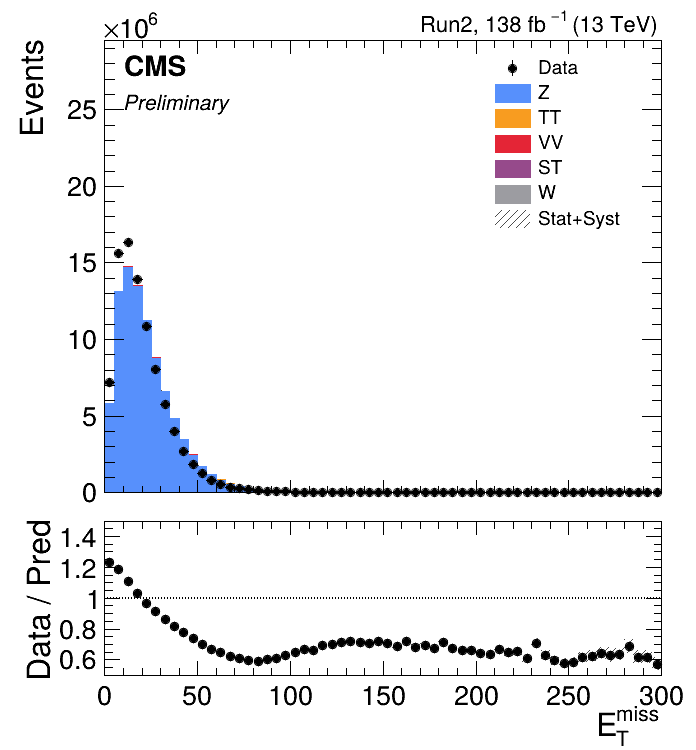 ×10⁶
Run2, 138 fb⁻¹ (13 TeV)
CMS
Preliminary
Events
Data
Z
TT
VV
ST
W
Stat+Syst
25
20
15
10
5
0
Data / Pred
1.4
1.2
1
0.8
0.6
0 50 100 150 200 250 300
E_T^miss